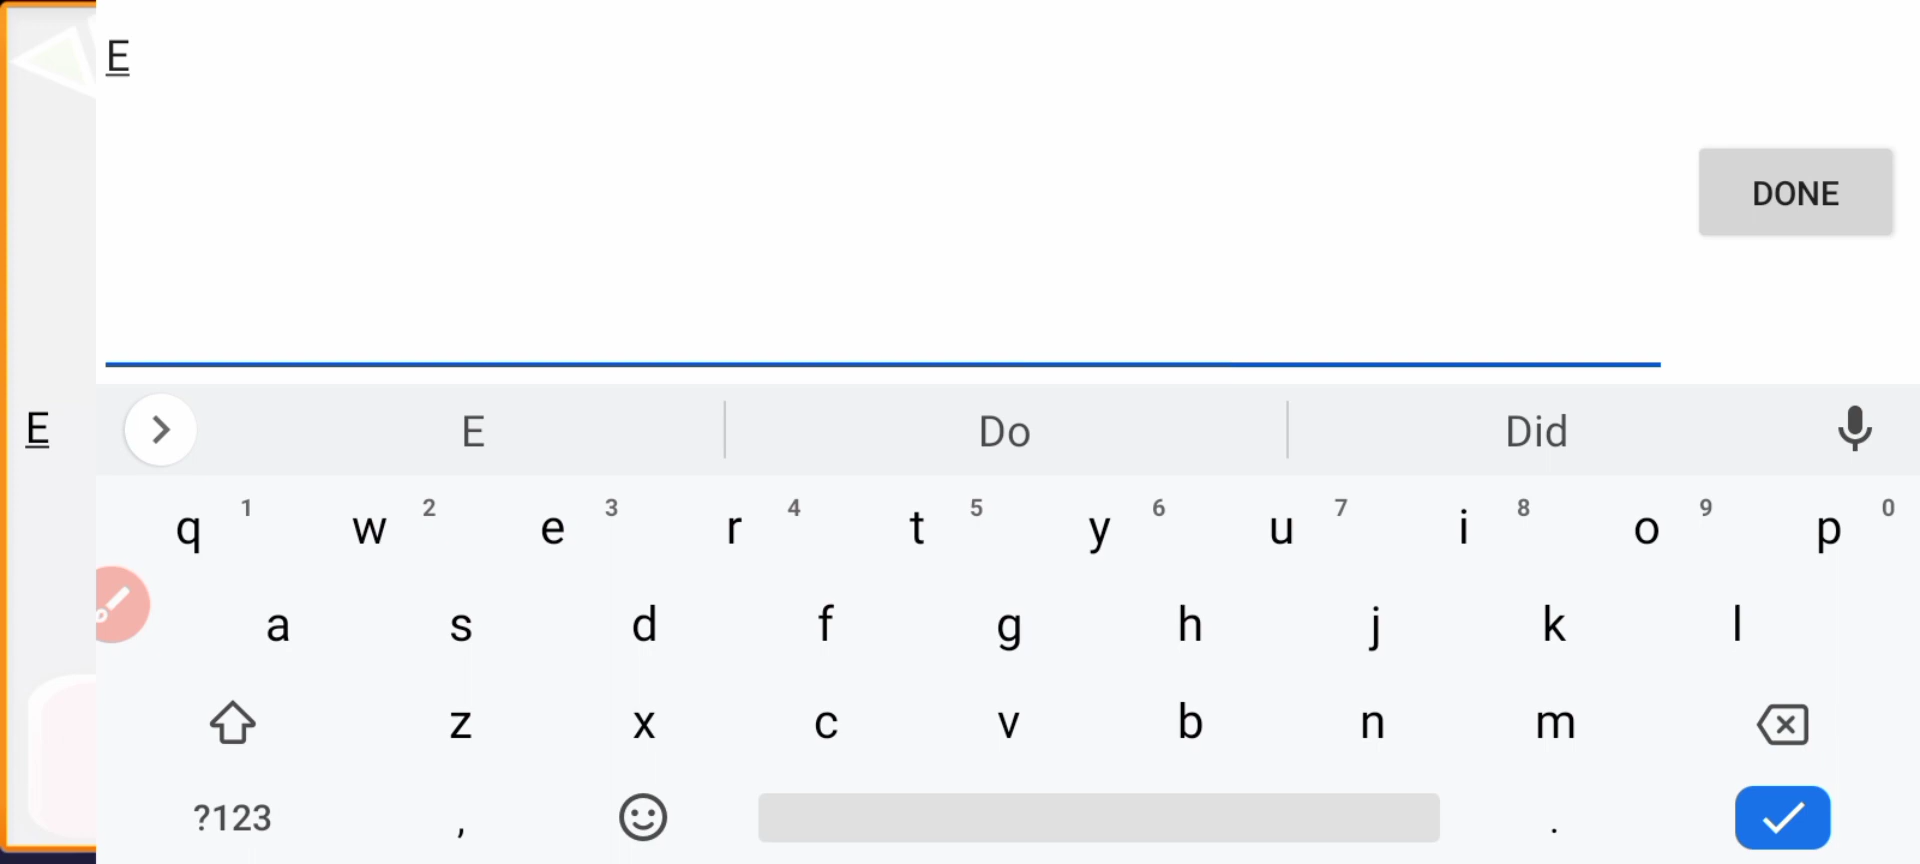 E
DONE
E
E Do Did
q 1 w 2 e 3 r 4 t 5 y 6 u 7 i 8 o 9 p 0
a s d f g h j k l
z x c v b n m
?123 , .